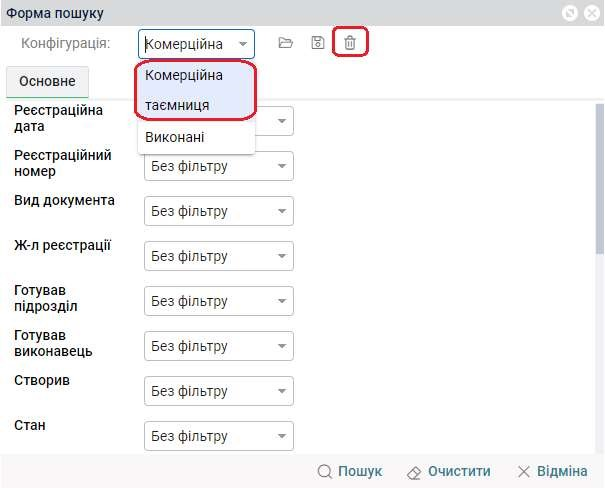 Форма пошуку
Конфігурація: Комерційна
Комерційна
таємниця
Виконані
Основне
Реєстраційна
дата
Реєстраційний
номер
Без фільтру
Вид документа
Без фільтру
Ж-л реєстрації
Без фільтру
Готував
підрозділ
Без фільтру
Готував
виконавець
Без фільтру
Створив
Без фільтру
Стан
Без фільтру
Пошук Очистити Відміна